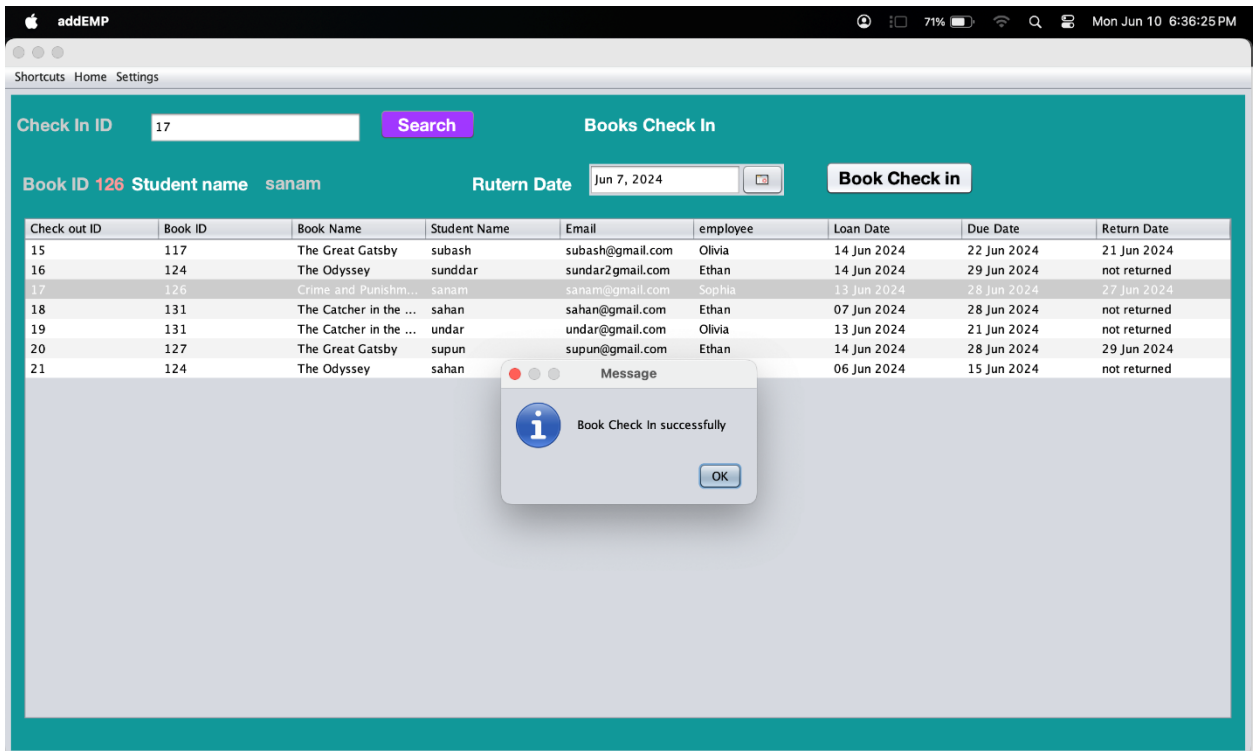 addEMP 71% Mon Jun 10 6:36:25 PM
Shortcuts Home Settings
Check In ID 17 Search Books Check In
Book ID 126 Student name sanam Rutern Date Jun 7, 2024 Book Check in
Check out ID Book ID Book Name Student Name Email employee Loan Date Due Date Return Date
15 117 The Great Gatsby subash subash@gmail.com Olivia 14 Jun 2024 22 Jun 2024 21 Jun 2024
16 124 The Odyssey sunddar sundar2gmail.com Ethan 14 Jun 2024 29 Jun 2024 not returned
17 126 Crime and Punishm... sanam sanam@gmail.com Sophia 13 Jun 2024 28 Jun 2024 27 Jun 2024
18 131 The Catcher in the ... sahan sahan@gmail.com Ethan 07 Jun 2024 28 Jun 2024 not returned
19 131 The Catcher in the ... undar undar@gmail.com Olivia 13 Jun 2024 21 Jun 2024 not returned
20 127 The Great Gatsby supun supun@gmail.com Ethan 14 Jun 2024 28 Jun 2024 29 Jun 2024
21 124 The Odyssey sahan 06 Jun 2024 15 Jun 2024 not returned
Message
Book Check In successfully
OK